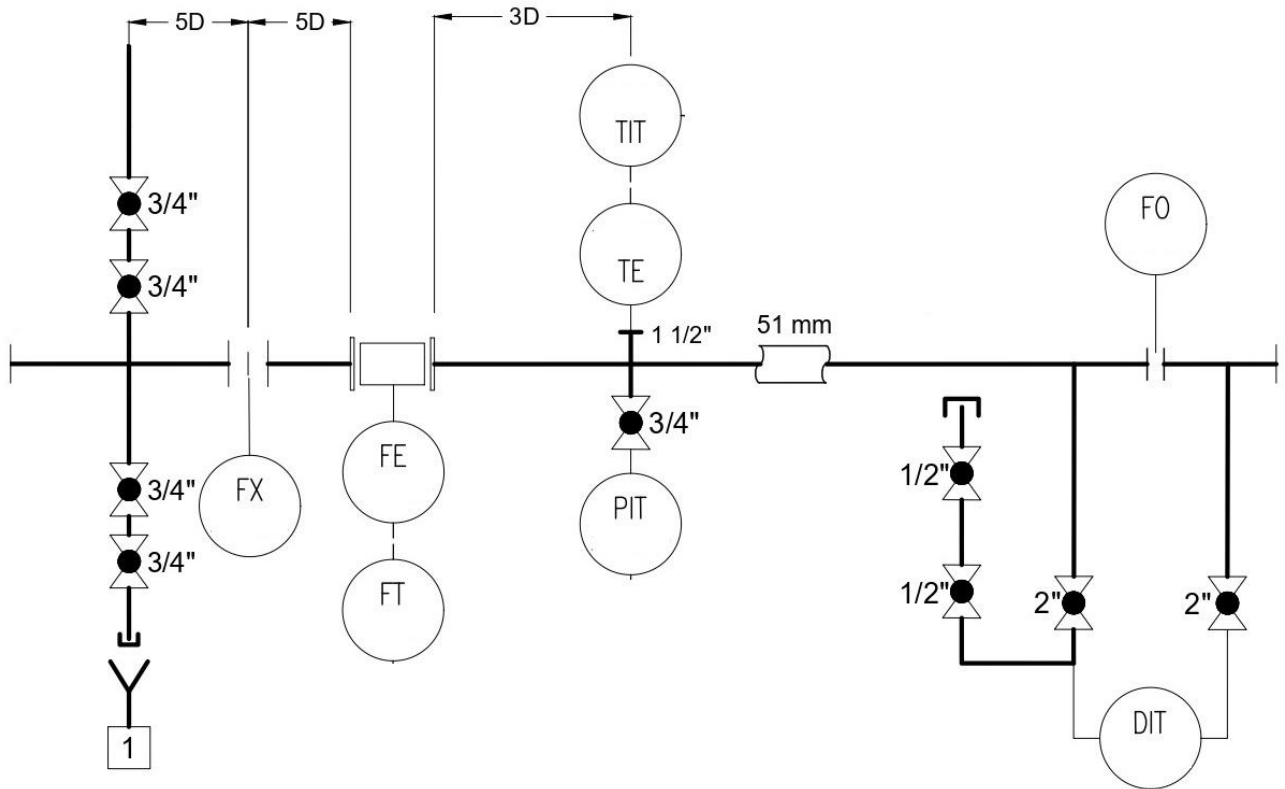 5D 5D 3D
TIT
3/4"
FO
TE
3/4"
51 mm
1 1/2"
3/4"
FE
1/2"
3/4"
FX
PIT
3/4"
FT
1/2"
2"
2"
DIT
1